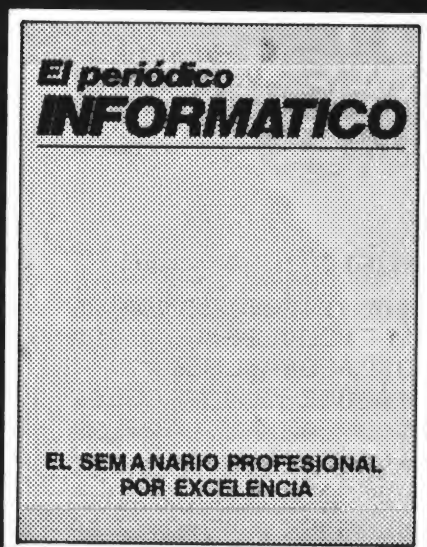 El periódico
INFORMATICO
EL SEMANARIO PROFESIONAL
POR EXCELENCIA